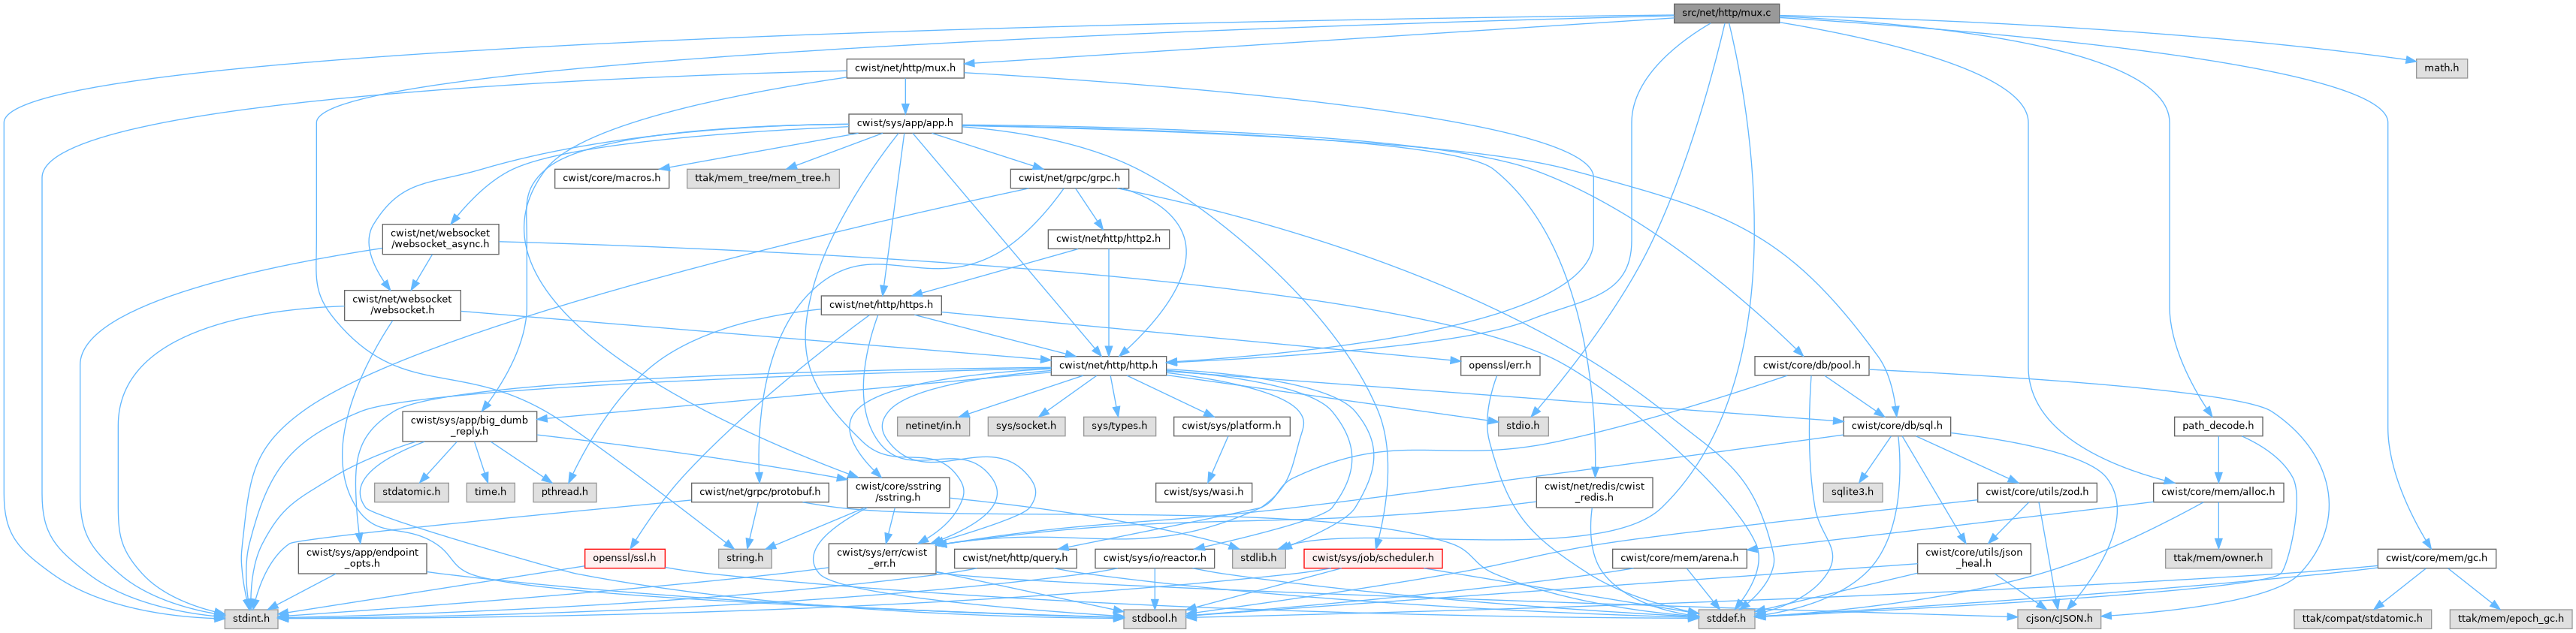 src/net/http/mux.c
cwist/net/http/mux.h
math.h
cwist/sys/app/app.h
cwist/core/macros.h
ttak/mem_tree/mem_tree.h
cwist/net/grpc/grpc.h
cwist/net/websocket
/websocket_async.h
cwist/net/http/http2.h
cwist/net/websocket
/websocket.h
cwist/net/http/https.h
cwist/net/http/http.h
openssl/err.h
cwist/core/db/pool.h
cwist/sys/app/big_dumb
_reply.h
netinet/in.h
sys/socket.h
sys/types.h
cwist/sys/platform.h
stdio.h
cwist/core/db/sql.h
path_decode.h
stdatomic.h
time.h
pthread.h
cwist/net/grpc/protobuf.h
cwist/core/sstring
/sstring.h
cwist/sys/wasi.h
cwist/net/redis/cwist
_redis.h
sqlite3.h
cwist/core/utils/zod.h
cwist/core/mem/alloc.h
cwist/sys/app/endpoint
_opts.h
openssl/ssl.h
string.h
cwist/sys/err/cwist
_err.h
cwist/net/http/query.h
cwist/sys/io/reactor.h
stdlib.h
cwist/sys/job/scheduler.h
cwist/core/mem/arena.h
cwist/core/utils/json
_heal.h
ttak/mem/owner.h
cwist/core/mem/gc.h
stdint.h
stdbool.h
stddef.h
cjson/cJSON.h
ttak/compat/stdatomic.h
ttak/mem/epoch_gc.h